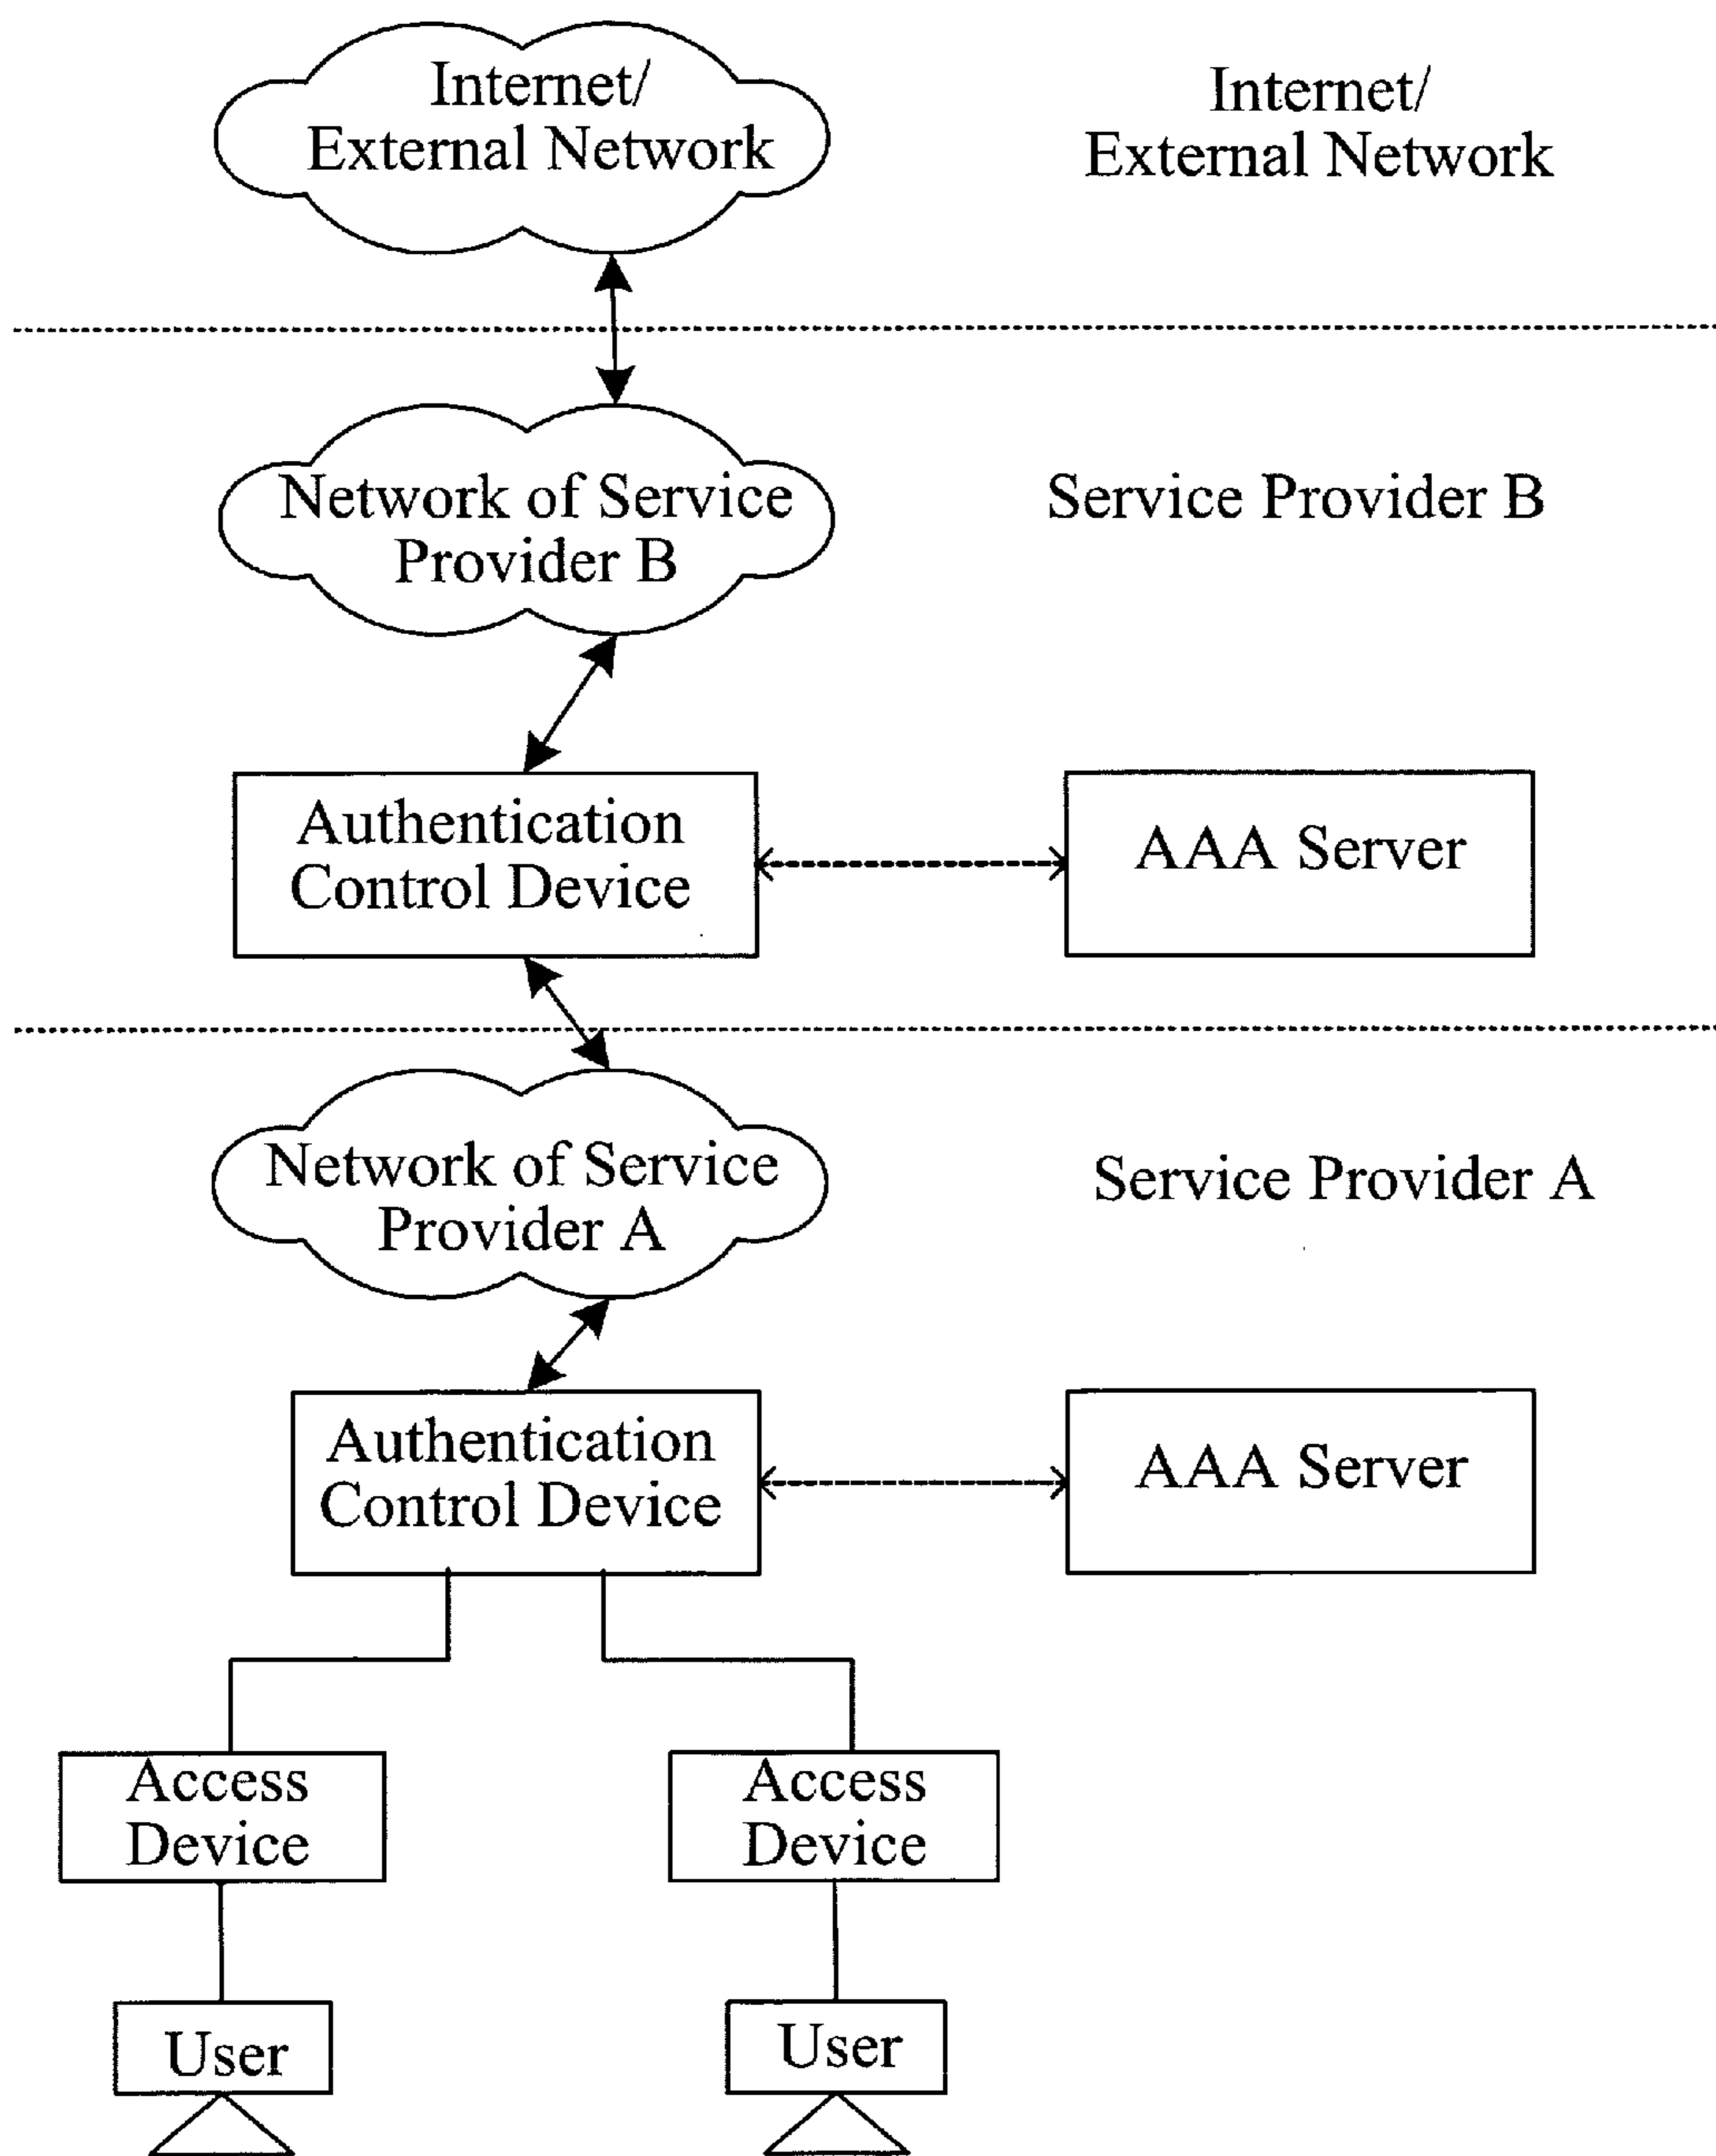 Internet/
External Network
Internet/
External Network
Network of Service
Provider B
Service Provider B
Authentication
Control Device
AAA Server
Network of Service
Provider A
Service Provider A
Authentication
Control Device
AAA Server
Access
Device
Access
Device
User
User